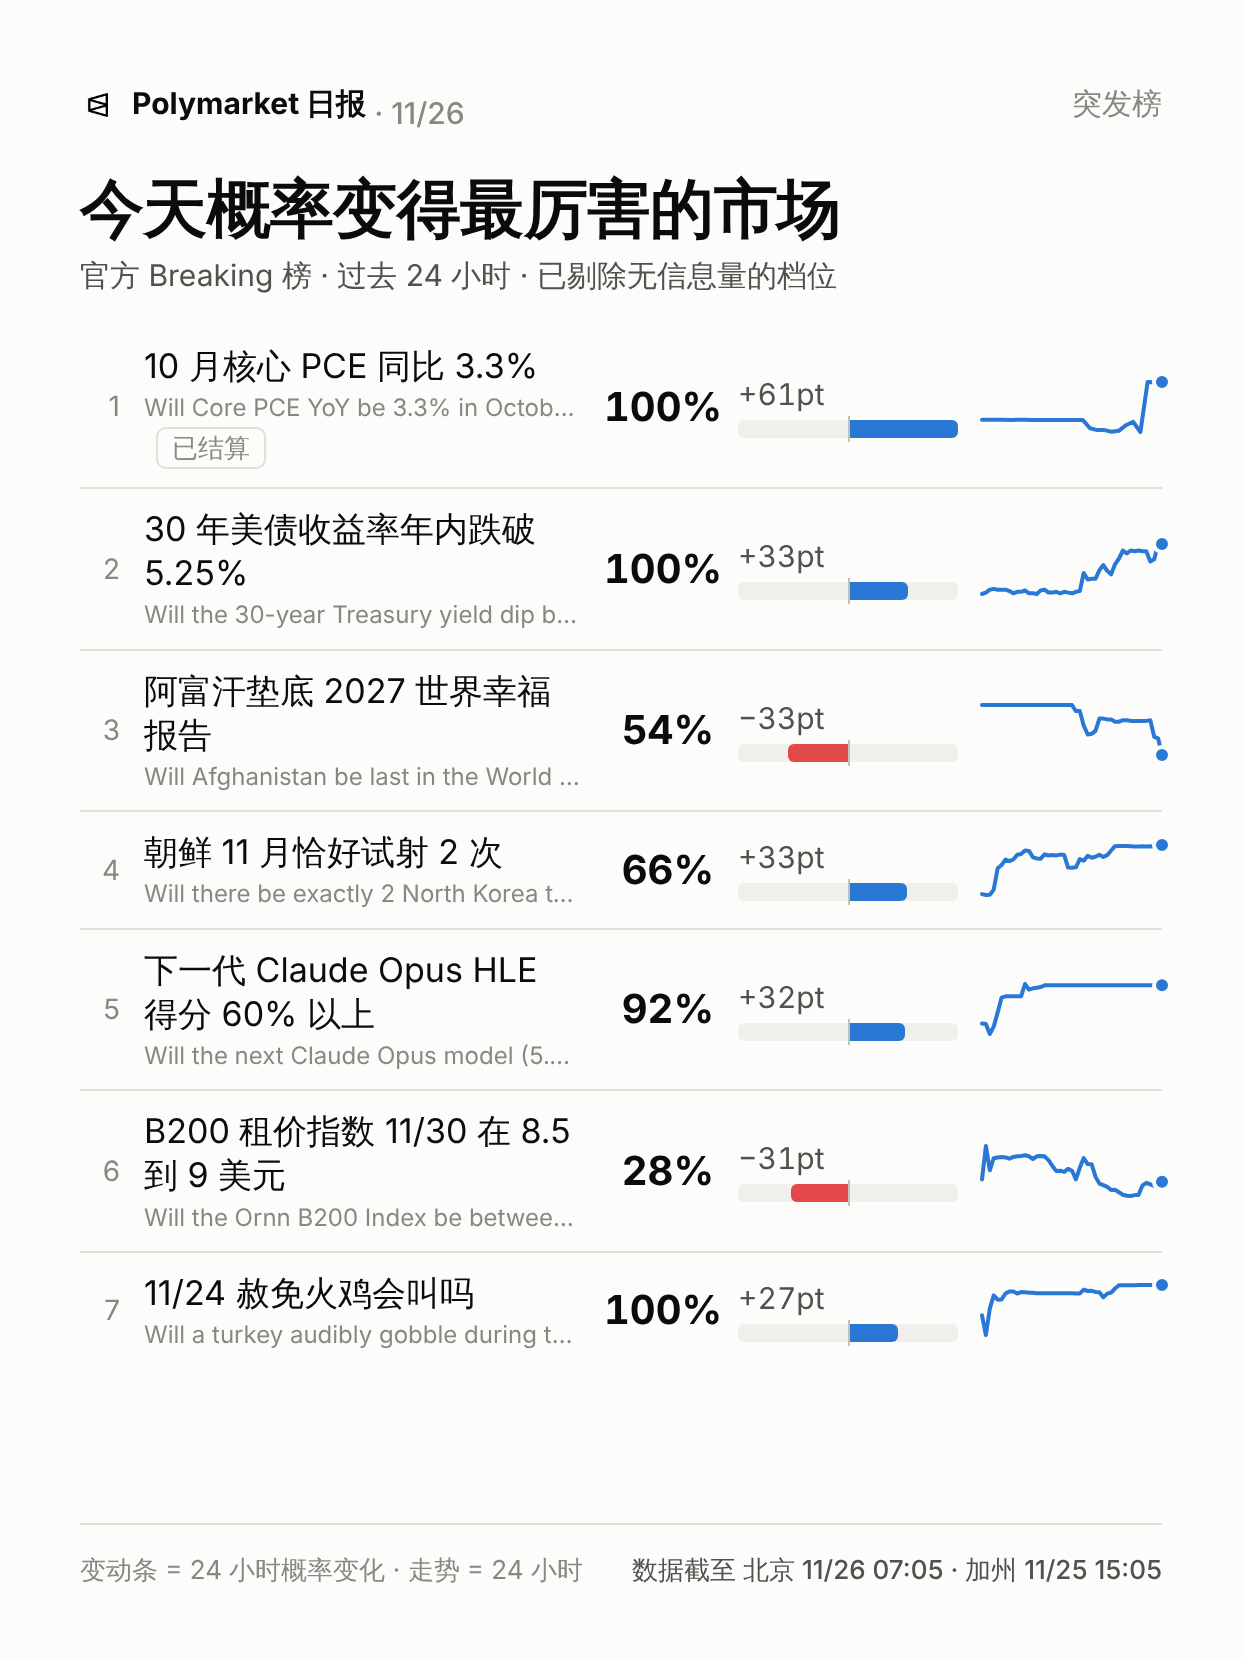 Polymarket 日报 · 11/26
突发榜
今天概率变得最厉害的市场
官方 Breaking 榜 · 过去 24 小时 · 已剔除无信息量的档位
1
10 月核心 PCE 同比 3.3%
Will Core PCE YoY be 3.3% in Octob...
已结算
100%
+61pt
2
30 年美债收益率年内跌破
5.25%
Will the 30-year Treasury yield dip b...
100%
+33pt
3
阿富汗垫底 2027 世界幸福
报告
Will Afghanistan be last in the World ...
54%
−33pt
4
朝鲜 11 月恰好试射 2 次
Will there be exactly 2 North Korea t...
66%
+33pt
5
下一代 Claude Opus HLE
得分 60% 以上
Will the next Claude Opus model (5....
92%
+32pt
6
B200 租价指数 11/30 在 8.5
到 9 美元
Will the Ornn B200 Index be betwee...
28%
−31pt
7
11/24 赦免火鸡会叫吗
Will a turkey audibly gobble during t...
100%
+27pt
变动条 = 24 小时概率变化 · 走势 = 24 小时
数据截至 北京 11/26 07:05 · 加州 11/25 15:05